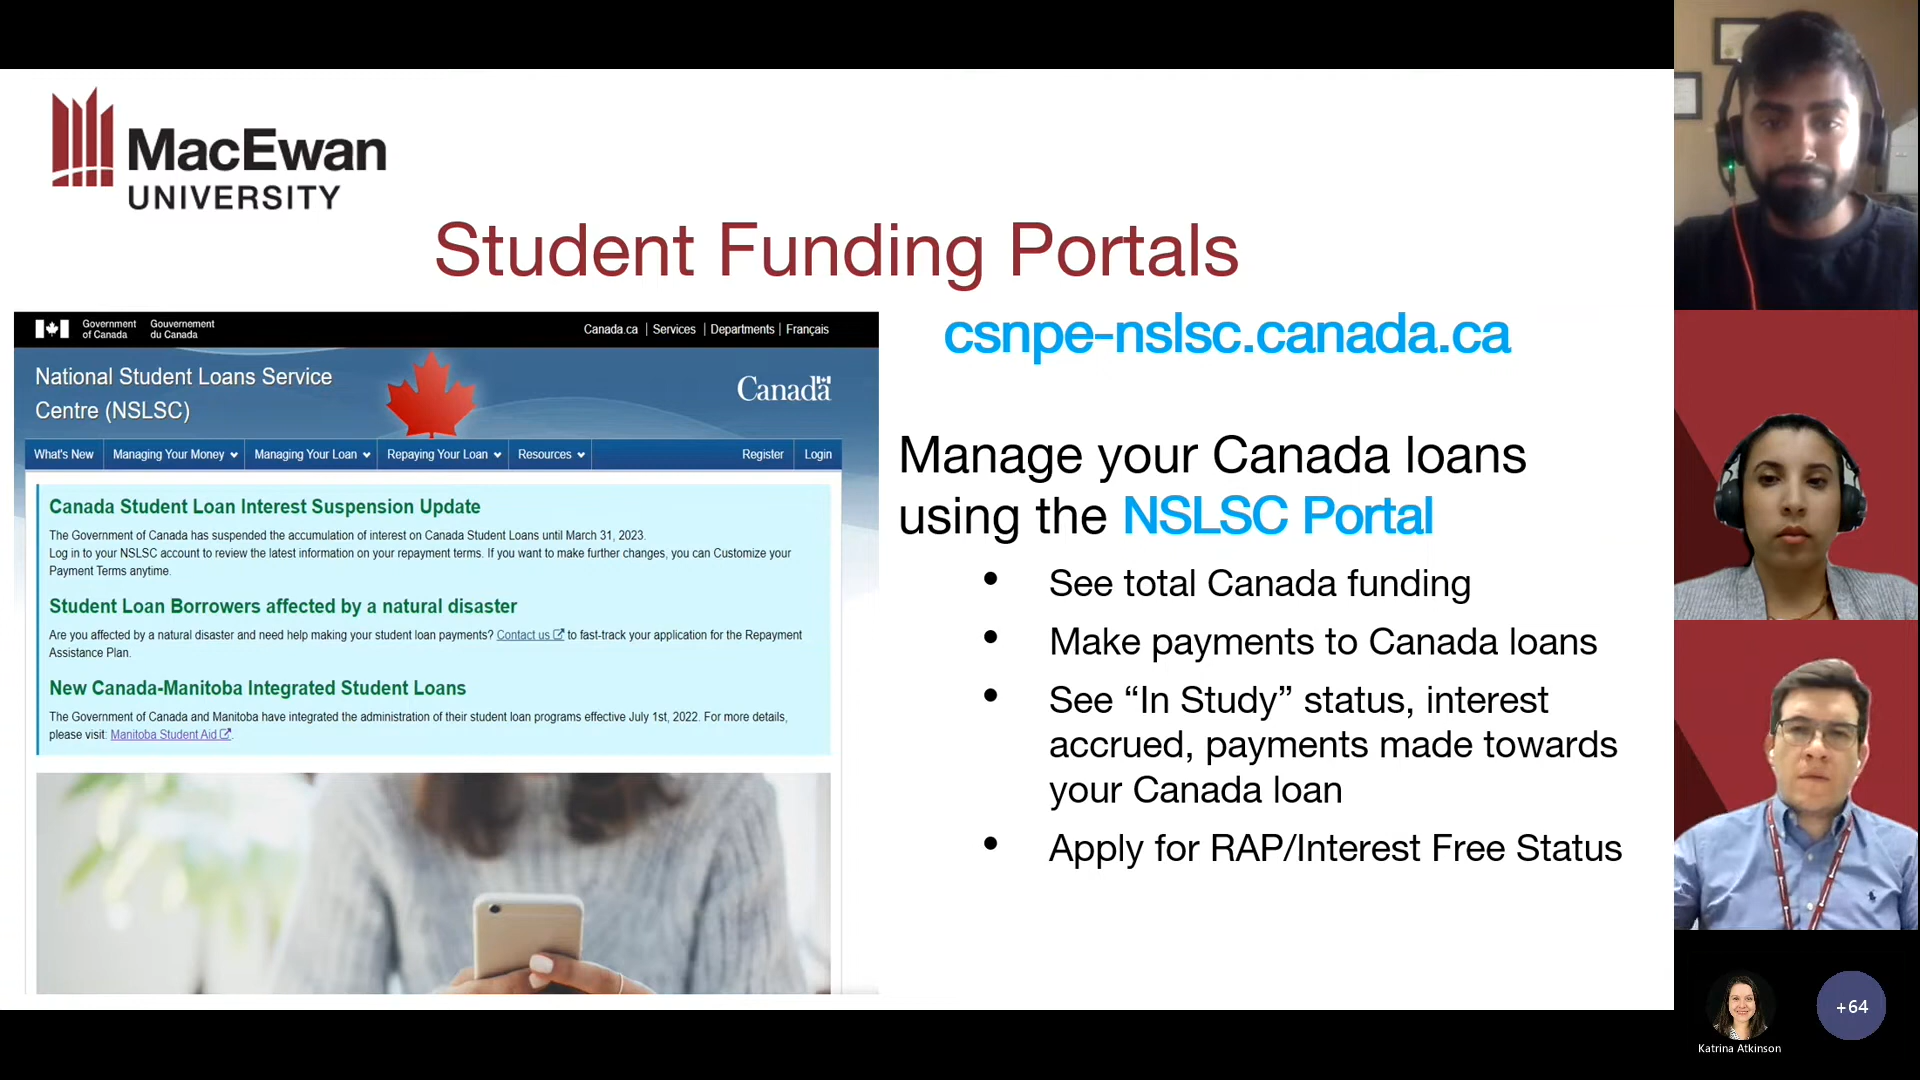 MacEwan
UNIVERSITY
Student Funding Portals
Government of Canada
Gouvernement du Canada
Canada.ca | Services | Departments | Français
National Student Loans Service
Centre (NSLSC)
Canada
What's New
Managing Your Money
Managing Your Loan
Repaying Your Loan
Resources
Register
Login
Canada Student Loan Interest Suspension Update
The Government of Canada has suspended the accumulation of interest on Canada Student Loans until March 31, 2023.
Log in to your NSLSC account to review the latest information on your repayment terms. If you want to make further changes, you can Customize your
Payment Terms anytime.
Student Loan Borrowers affected by a natural disaster
Are you affected by a natural disaster and need help making your student loan payments? Contact us to fast-track your application for the Repayment
Assistance Plan.
New Canada-Manitoba Integrated Student Loans
The Government of Canada and Manitoba have integrated the administration of their student loan programs effective July 1st, 2022. For more details,
please visit: Manitoba Student Aid.
csnpe-nslsc.canada.ca
Manage your Canada loans
using the NSLSC Portal
• See total Canada funding
• Make payments to Canada loans
• See “In Study” status, interest
accrued, payments made towards
your Canada loan
• Apply for RAP/Interest Free Status
Katrina Atkinson
+64